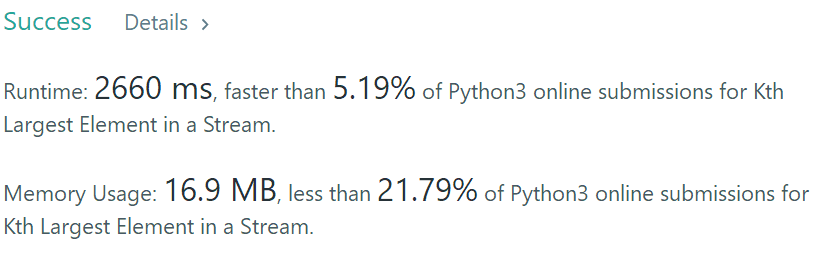 Success Details >
Runtime: 2660 ms, faster than 5.19% of Python3 online submissions for Kth
Largest Element in a Stream.
Memory Usage: 16.9 MB, less than 21.79% of Python3 online submissions for
Kth Largest Element in a Stream.